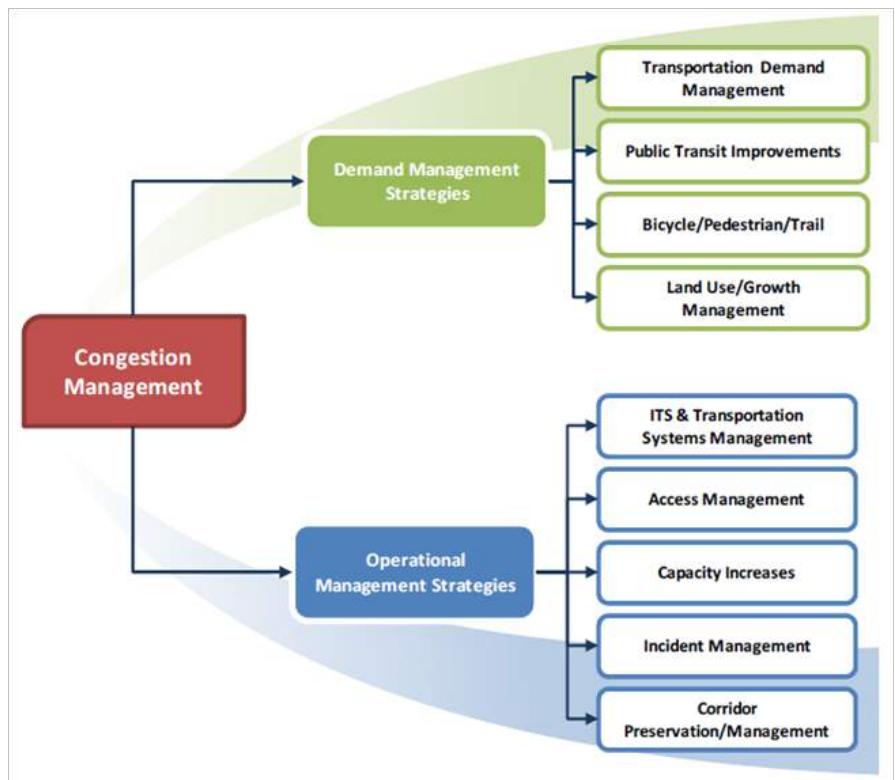 Congestion
Management
Demand Management
Strategies
Transportation Demand
Management
Public Transit Improvements
Bicycle/Pedestrian/Trail
Land Use/Growth
Management
Operational
Management Strategies
ITS & Transportation
Systems Management
Access Management
Capacity Increases
Incident Management
Corridor
Preservation/Management